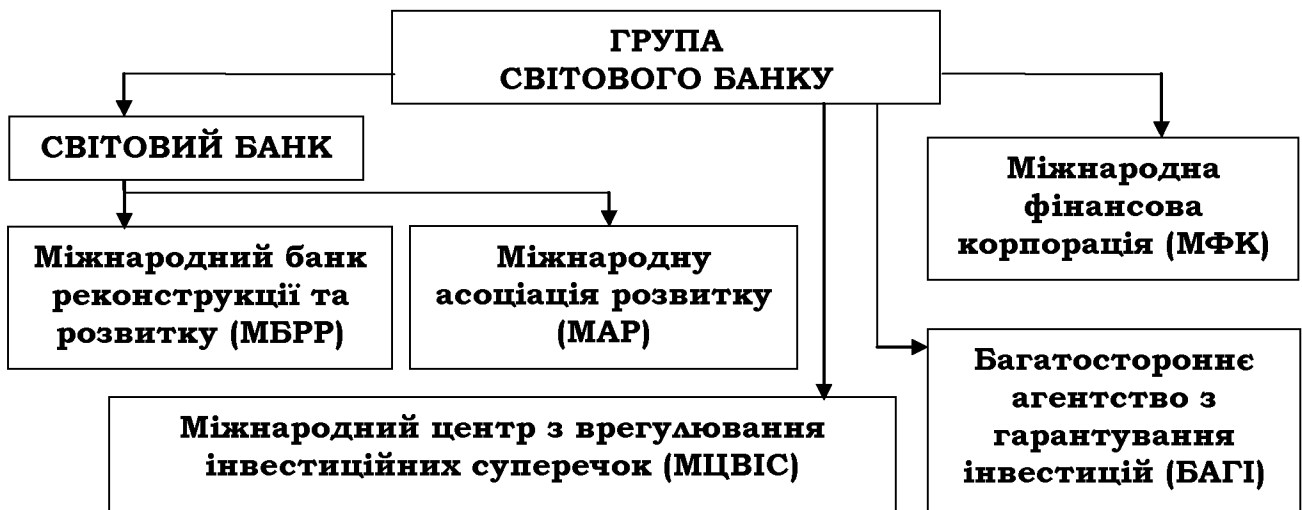 ГРУПА
СВІТОВОГО БАНКУ
СВІТОВИЙ БАНК
Міжнародна
фінансова
корпорація (МФК)
Міжнародний банк
реконструкції та
розвитку (МБРР)
Міжнародну
асоціація розвитку
(МАР)
Багатостороннє
агентство з
гарантування
інвестицій (БАГІ)
Міжнародний центр з врегулювання
інвестиційних суперечок (МЦВІС)